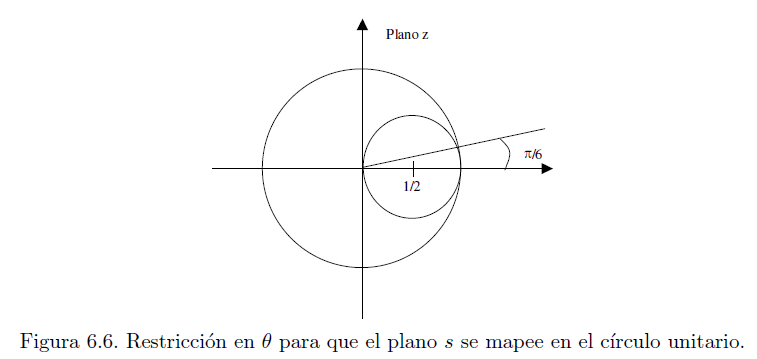 Plano z
π/6
1/2
Figura 6.6. Restricción en θ para que el plano s se mapee en el círculo unitario.